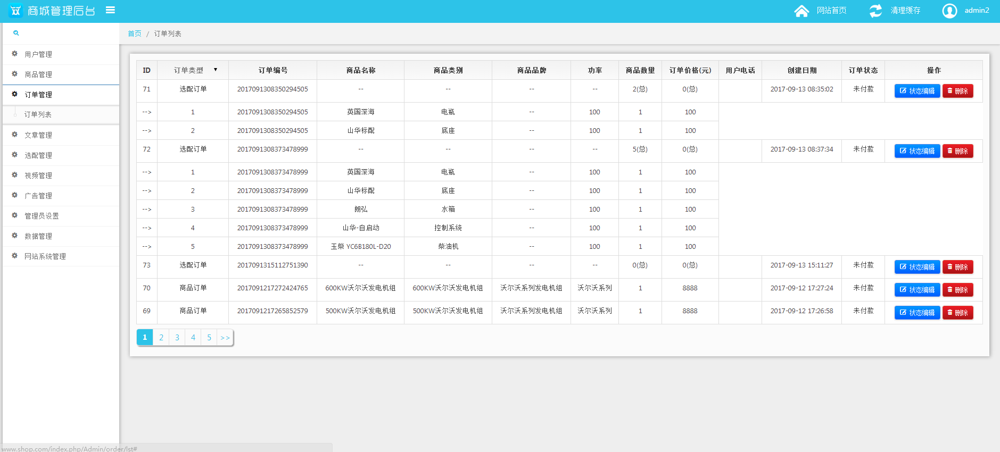 商城管理后台 网站首页 清理缓存 admin2
首页 / 订单列表
用户管理
商品管理
订单管理
订单列表
文章管理
选配管理
视频管理
广告管理
管理员设置
数据管理
网站系统管理
ID 订单类型 ▼ 订单编号 商品名称 商品类别 商品品牌 功率 商品数量 订单价格(元) 用户电话 创建日期 订单状态 操作
71 选配订单 2017091308350294505 -- -- -- -- 2(总) 0(总) 2017-09-13 08:35:02 未付款 状态编辑 删除
--> 1 2017091308350294505 英国深海 电瓶 -- 100 1 100
--> 2 2017091308350294505 山华标配 底座 -- 100 1 100
72 选配订单 2017091308373478999 -- -- -- -- 5(总) 0(总) 2017-09-13 08:37:34 未付款 状态编辑 删除
--> 1 2017091308373478999 英国深海 电瓶 -- 100 1 100
--> 2 2017091308373478999 山华标配 底座 -- 100 1 100
--> 3 2017091308373478999 朗弘 水箱 -- 100 1 100
--> 4 2017091308373478999 山华-自启动 控制系统 -- 100 1 100
--> 5 2017091308373478999 玉柴 YC6B180L-D20 柴油机 -- 100 1 100
73 选配订单 2017091315112751390 -- -- -- -- 0(总) 0(总) 2017-09-13 15:11:27 未付款 状态编辑 删除
70 商品订单 2017091217272424765 600KW沃尔沃发电机组 600KW沃尔沃发电机组 沃尔沃系列发电机组 沃尔沃系列 1 8888 2017-09-12 17:27:24 未付款 状态编辑 删除
69 商品订单 2017091217265852579 500KW沃尔沃发电机组 500KW沃尔沃发电机组 沃尔沃系列发电机组 沃尔沃系列 1 8888 2017-09-12 17:26:58 未付款 状态编辑 删除
1 2 3 4 5 >>
www.shop.com/index.php/Admin/order/lst#